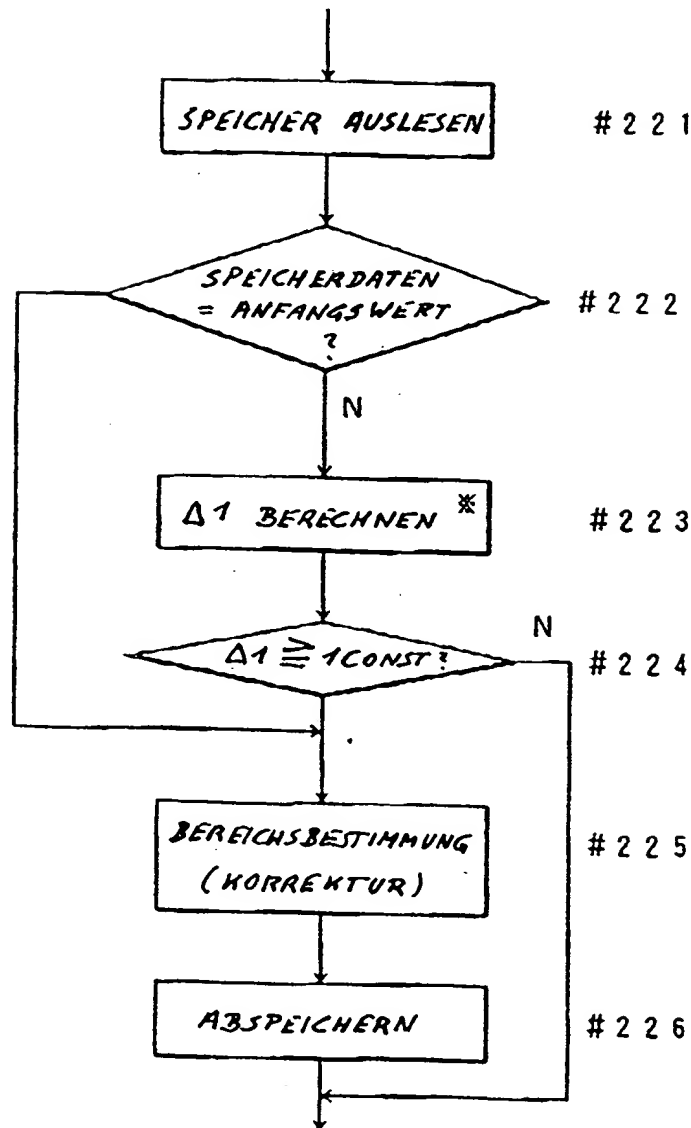 SPEICHER AUSLESEN #221
SPEICHERDATEN
= ANFANGSWERT
?
#222
N
Δ1 BERECHNEN ※ #223
N
Δ1 ≧ 1CONST? #224
BEREICHSBESTIMMUNG
(KORREKTUR)
#225
ABSPEICHERN #226